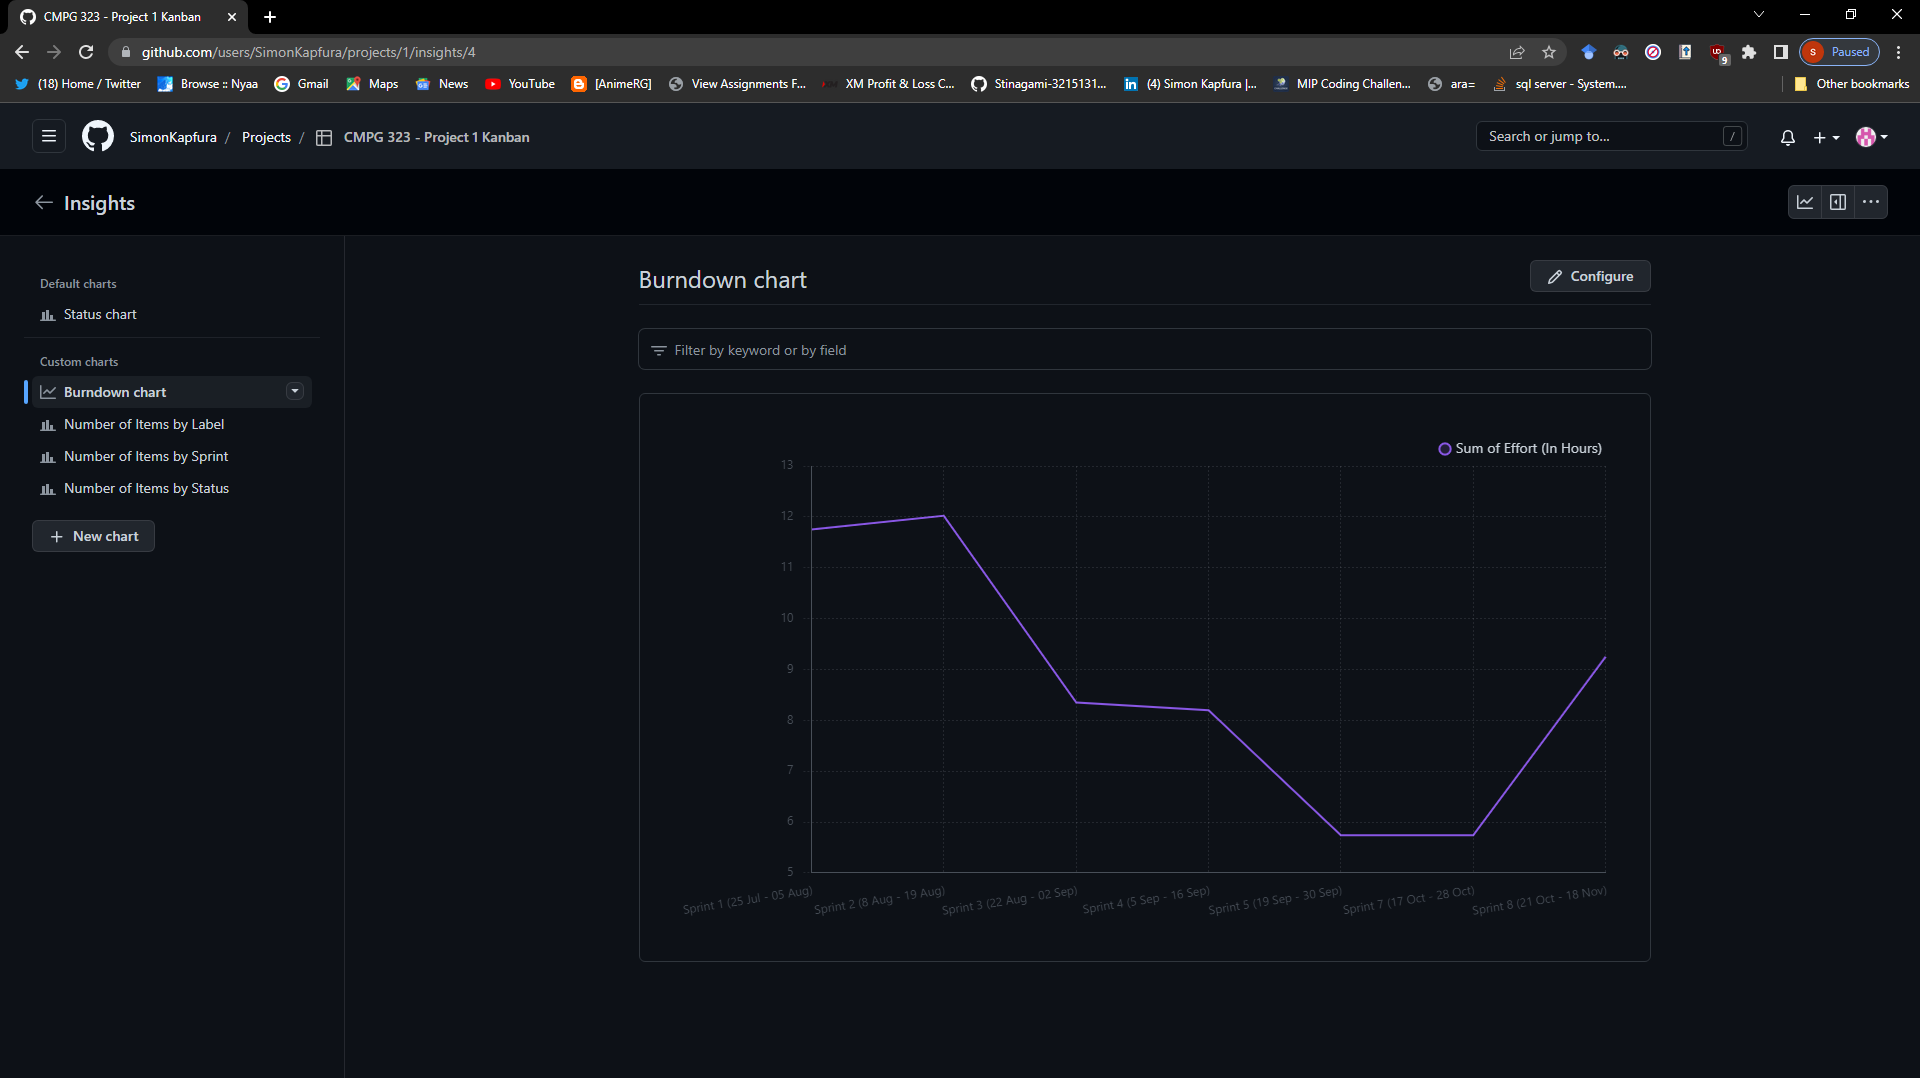 CMPG 323 - Project 1 Kanban
github.com/users/SimonKapfura/projects/1/insights/4
9
S
Paused
(18) Home / Twitter
Browse :: Nyaa
Gmail
Maps
News
YouTube
[AnimeRG]
View Assignments F...
XM Profit & Loss C...
Stinagami-3215131...
(4) Simon Kapfura |...
MIP Coding Challen...
ara=
sql server - System....
Other bookmarks
SimonKapfura / Projects / CMPG 323 - Project 1 Kanban
Search or jump to...
/
Insights
Default charts
Status chart
Custom charts
Burndown chart
Number of Items by Label
Number of Items by Sprint
Number of Items by Status
New chart
Burndown chart
Configure
Filter by keyword or by field
Sum of Effort (In Hours)
13
12
11
10
9
8
7
6
5
Sprint 1 (25 Jul - 05 Aug)
Sprint 2 (8 Aug - 19 Aug)
Sprint 3 (22 Aug - 02 Sep)
Sprint 4 (5 Sep - 16 Sep)
Sprint 5 (19 Sep - 30 Sep)
Sprint 7 (17 Oct - 28 Oct)
Sprint 8 (21 Oct - 18 Nov)